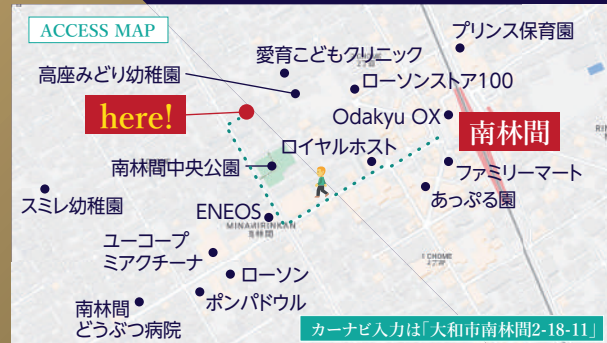 ACCESS MAP
プリンス保育園
愛育こどもクリニック
高座みどり幼稚園
ローソンストア100
here!
Odakyu OX
南林間
ロイヤルホスト
南林間中央公園
ファミリーマート
あっぷる園
スミレ幼稚園
ENEOS
MINAMIRINKAN
南林間
ユーコープ
ミアクチーナ
ローソン
ポンパドウル
南林間
どうぶつ病院
カーナビ入力は「大和市南林間2-18-11」